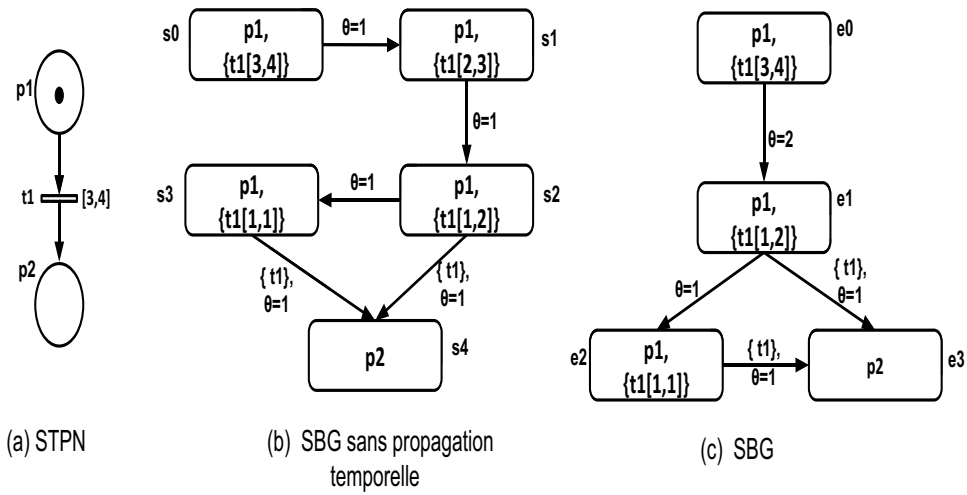 p1
t1 [3,4]
p2
(a) STPN
s0
p1,
{t1[3,4]}
θ=1
p1,
{t1[2,3]}
s1
θ=1
s3
p1,
{t1[1,1]}
θ=1
p1,
{t1[1,2]}
s2
{ t1},
θ=1
{ t1},
θ=1
p2
s4
(b) SBG sans propagation
temporelle
p1,
{t1[3,4]}
e0
θ=2
p1,
{t1[1,2]}
e1
θ=1
{ t1},
θ=1
e2
p1,
{t1[1,1]}
{ t1},
θ=1
p2
e3
(c) SBG